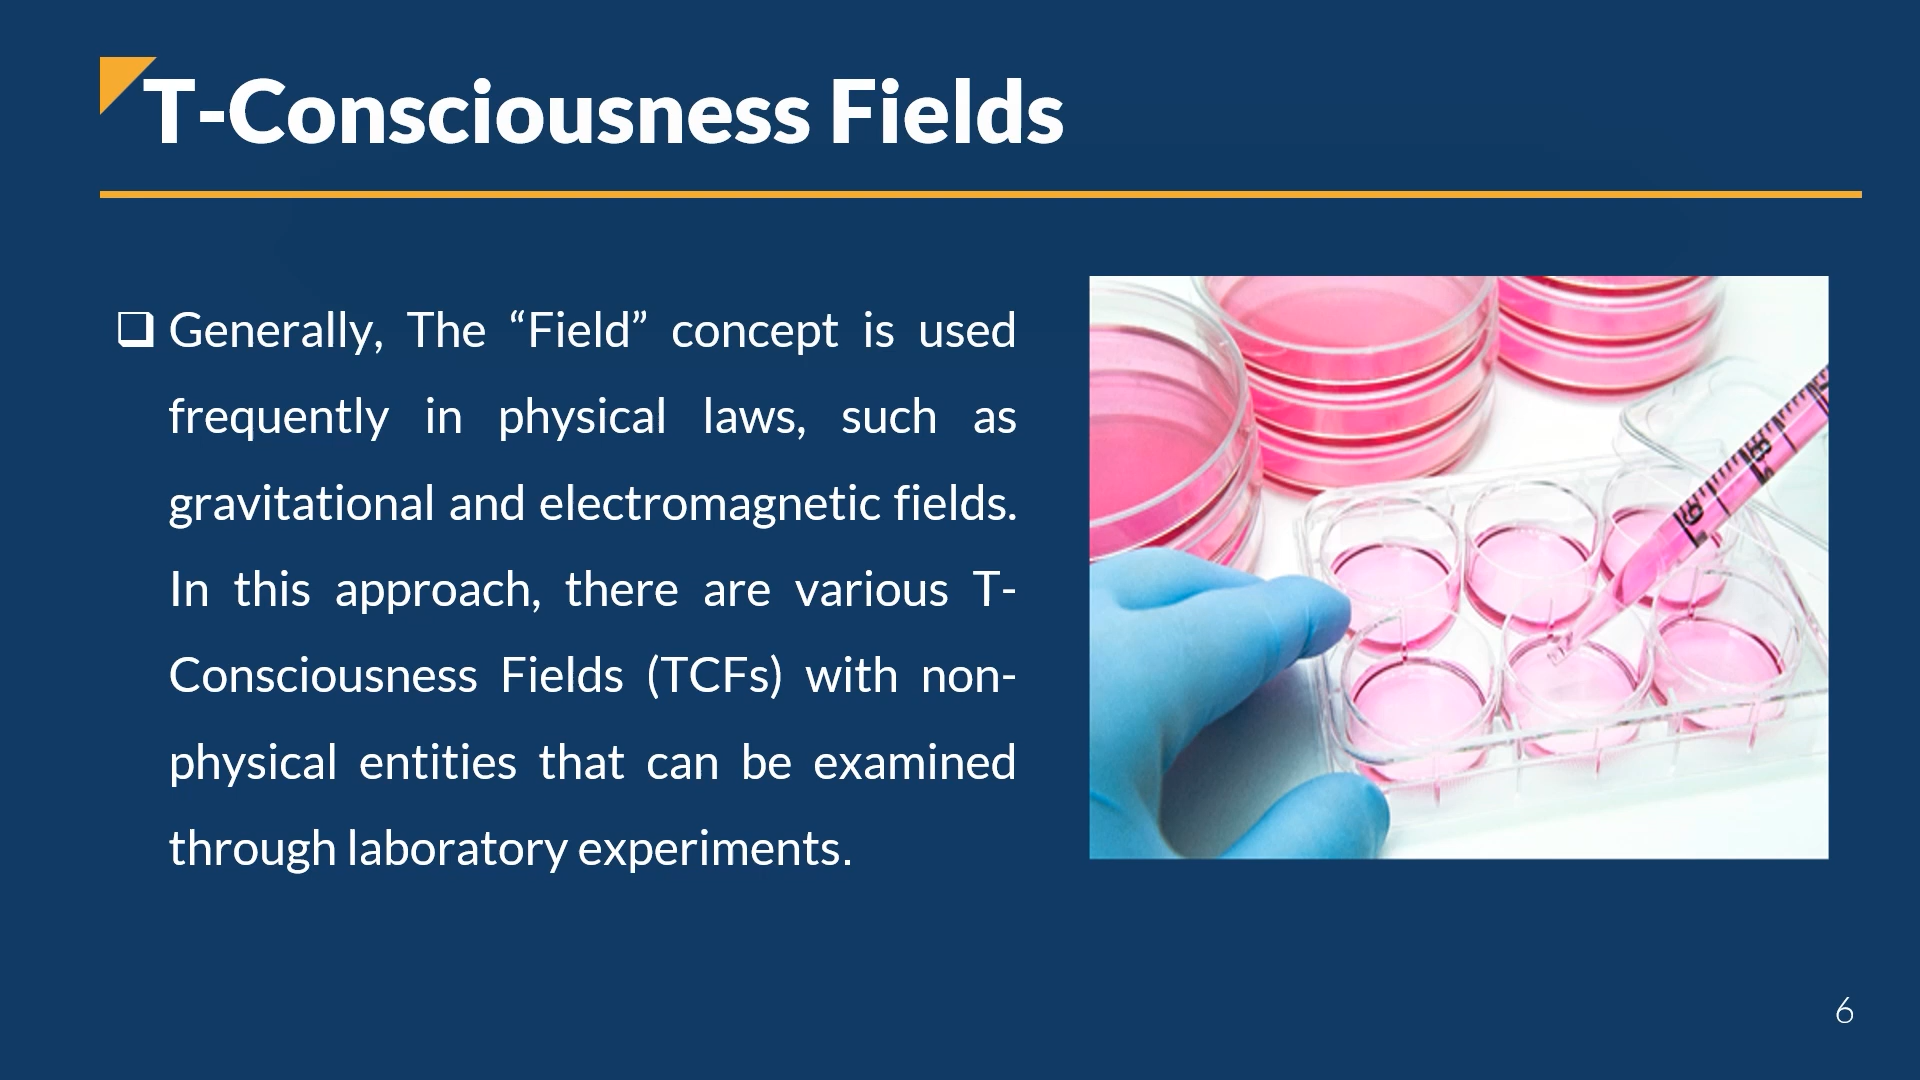 T-Consciousness Fields
❑ Generally, The “Field” concept is used
frequently in physical laws, such as
gravitational and electromagnetic fields.
In this approach, there are various T-
Consciousness Fields (TCFs) with non-
physical entities that can be examined
through laboratory experiments.
6